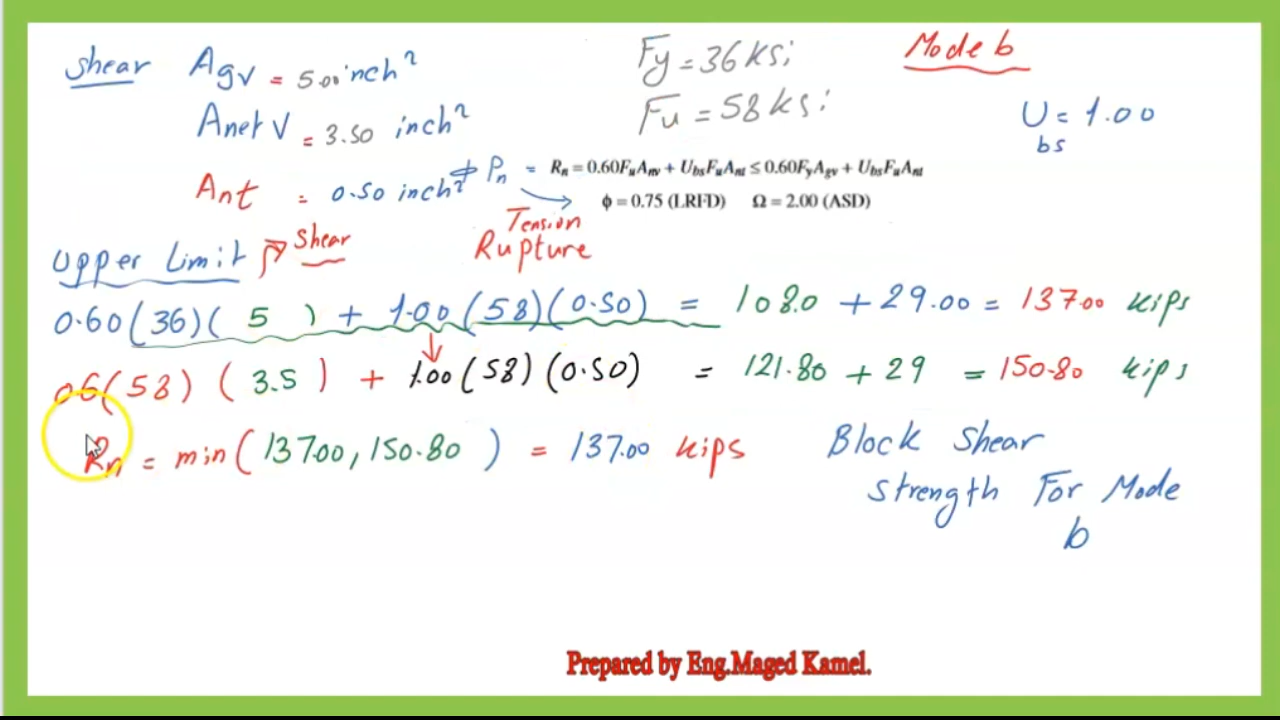 Shear Agv = 5.00 inch² Fy = 36 ksi Mode b
Anet V = 3.50 inch² Fu = 58 ksi U bs = 1.00
Ant = 0.50 inch² ϕ Pn = Rn = 0.60FuAnv + UbsFuAnt ≤ 0.60FyAgv + UbsFuAnt
ϕ = 0.75 (LRFD) Ω = 2.00 (ASD)
Tension
Upper Limit Shear Rupture
0.60(36)( 5 ) + 1.00(58)(0.50) = 108.0 + 29.00 = 137.00 kips
06(58) ( 3.5 ) + 1.00(58)(0.50) = 121.80 + 29 = 150.80 kips
Rn = min( 137.00, 150.80 ) = 137.00 kips Block Shear
Strength For Mode
b
Prepared by Eng.Maged Kamel.